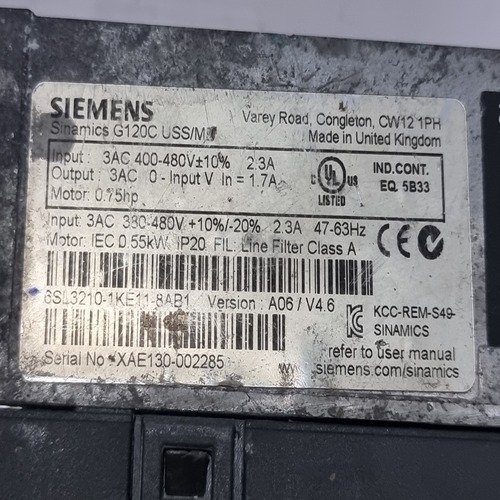 SIEMENS
Varey Road, Congleton, CW12 1PH
Sinamics G120C USS/M
Made in United Kingdom
Input : 3AC 400-480V±10% 2.3A
Output : 3AC 0 - Input V In = 1.7A
Motor: 0.75hp
UL
C US
LISTED
IND.CONT.
EQ. 5B33
Input: 3AC 380-480V +10%/-20% 2.3A 47-63Hz
Motor: IEC 0.55kW IP20 FIL: Line Filter Class A
CE
6SL3210-1KE11-8AB1 Version : A06 / V4.6
KCC-REM-S49-
SINAMICS
Serial No XAE130-002285
refer to user manual
siemens.com/sinamics